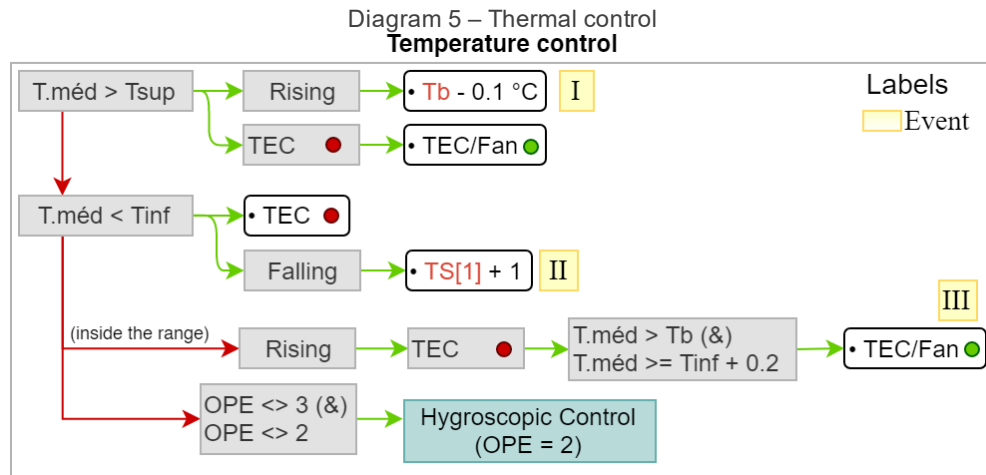 Diagram 5 – Thermal control
Temperature control
T.méd > Tsup
Rising
• Tb - 0.1 °C
I
Labels
Event
TEC
• TEC/Fan
T.méd < Tinf
• TEC
Falling
• TS[1] + 1
II
III
(inside the range)
Rising
TEC
T.méd > Tb (&)
T.méd >= Tinf + 0.2
• TEC/Fan
OPE <> 3 (&)
OPE <> 2
Hygroscopic Control
(OPE = 2)